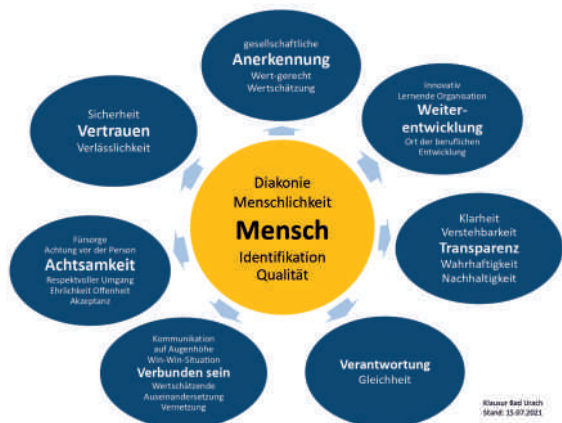 gesellschaftliche
Anerkennung
Wert-gerecht
Wertschätzung
Innovativ
Lernende Organisation
Weiter-
entwicklung
Ort der beruflichen
Entwicklung
Klarheit
Verstehbarkeit
Transparenz
Wahrhaftigkeit
Nachhaltigkeit
Verantwortung
Gleichheit
Kommunikation
auf Augenhöhe
Win-Win-Situation
Verbunden sein
Wertschätzende
Auseinandersetzung
Vernetzung
Fürsorge
Achtung vor der Person
Achtsamkeit
Respektvoller Umgang
Ehrlichkeit Offenheit
Akzeptanz
Sicherheit
Vertrauen
Verlässlichkeit
Diakonie
Menschlichkeit
Mensch
Identifikation
Qualität
Klausur Bad Urach
Stand: 15.07.2021